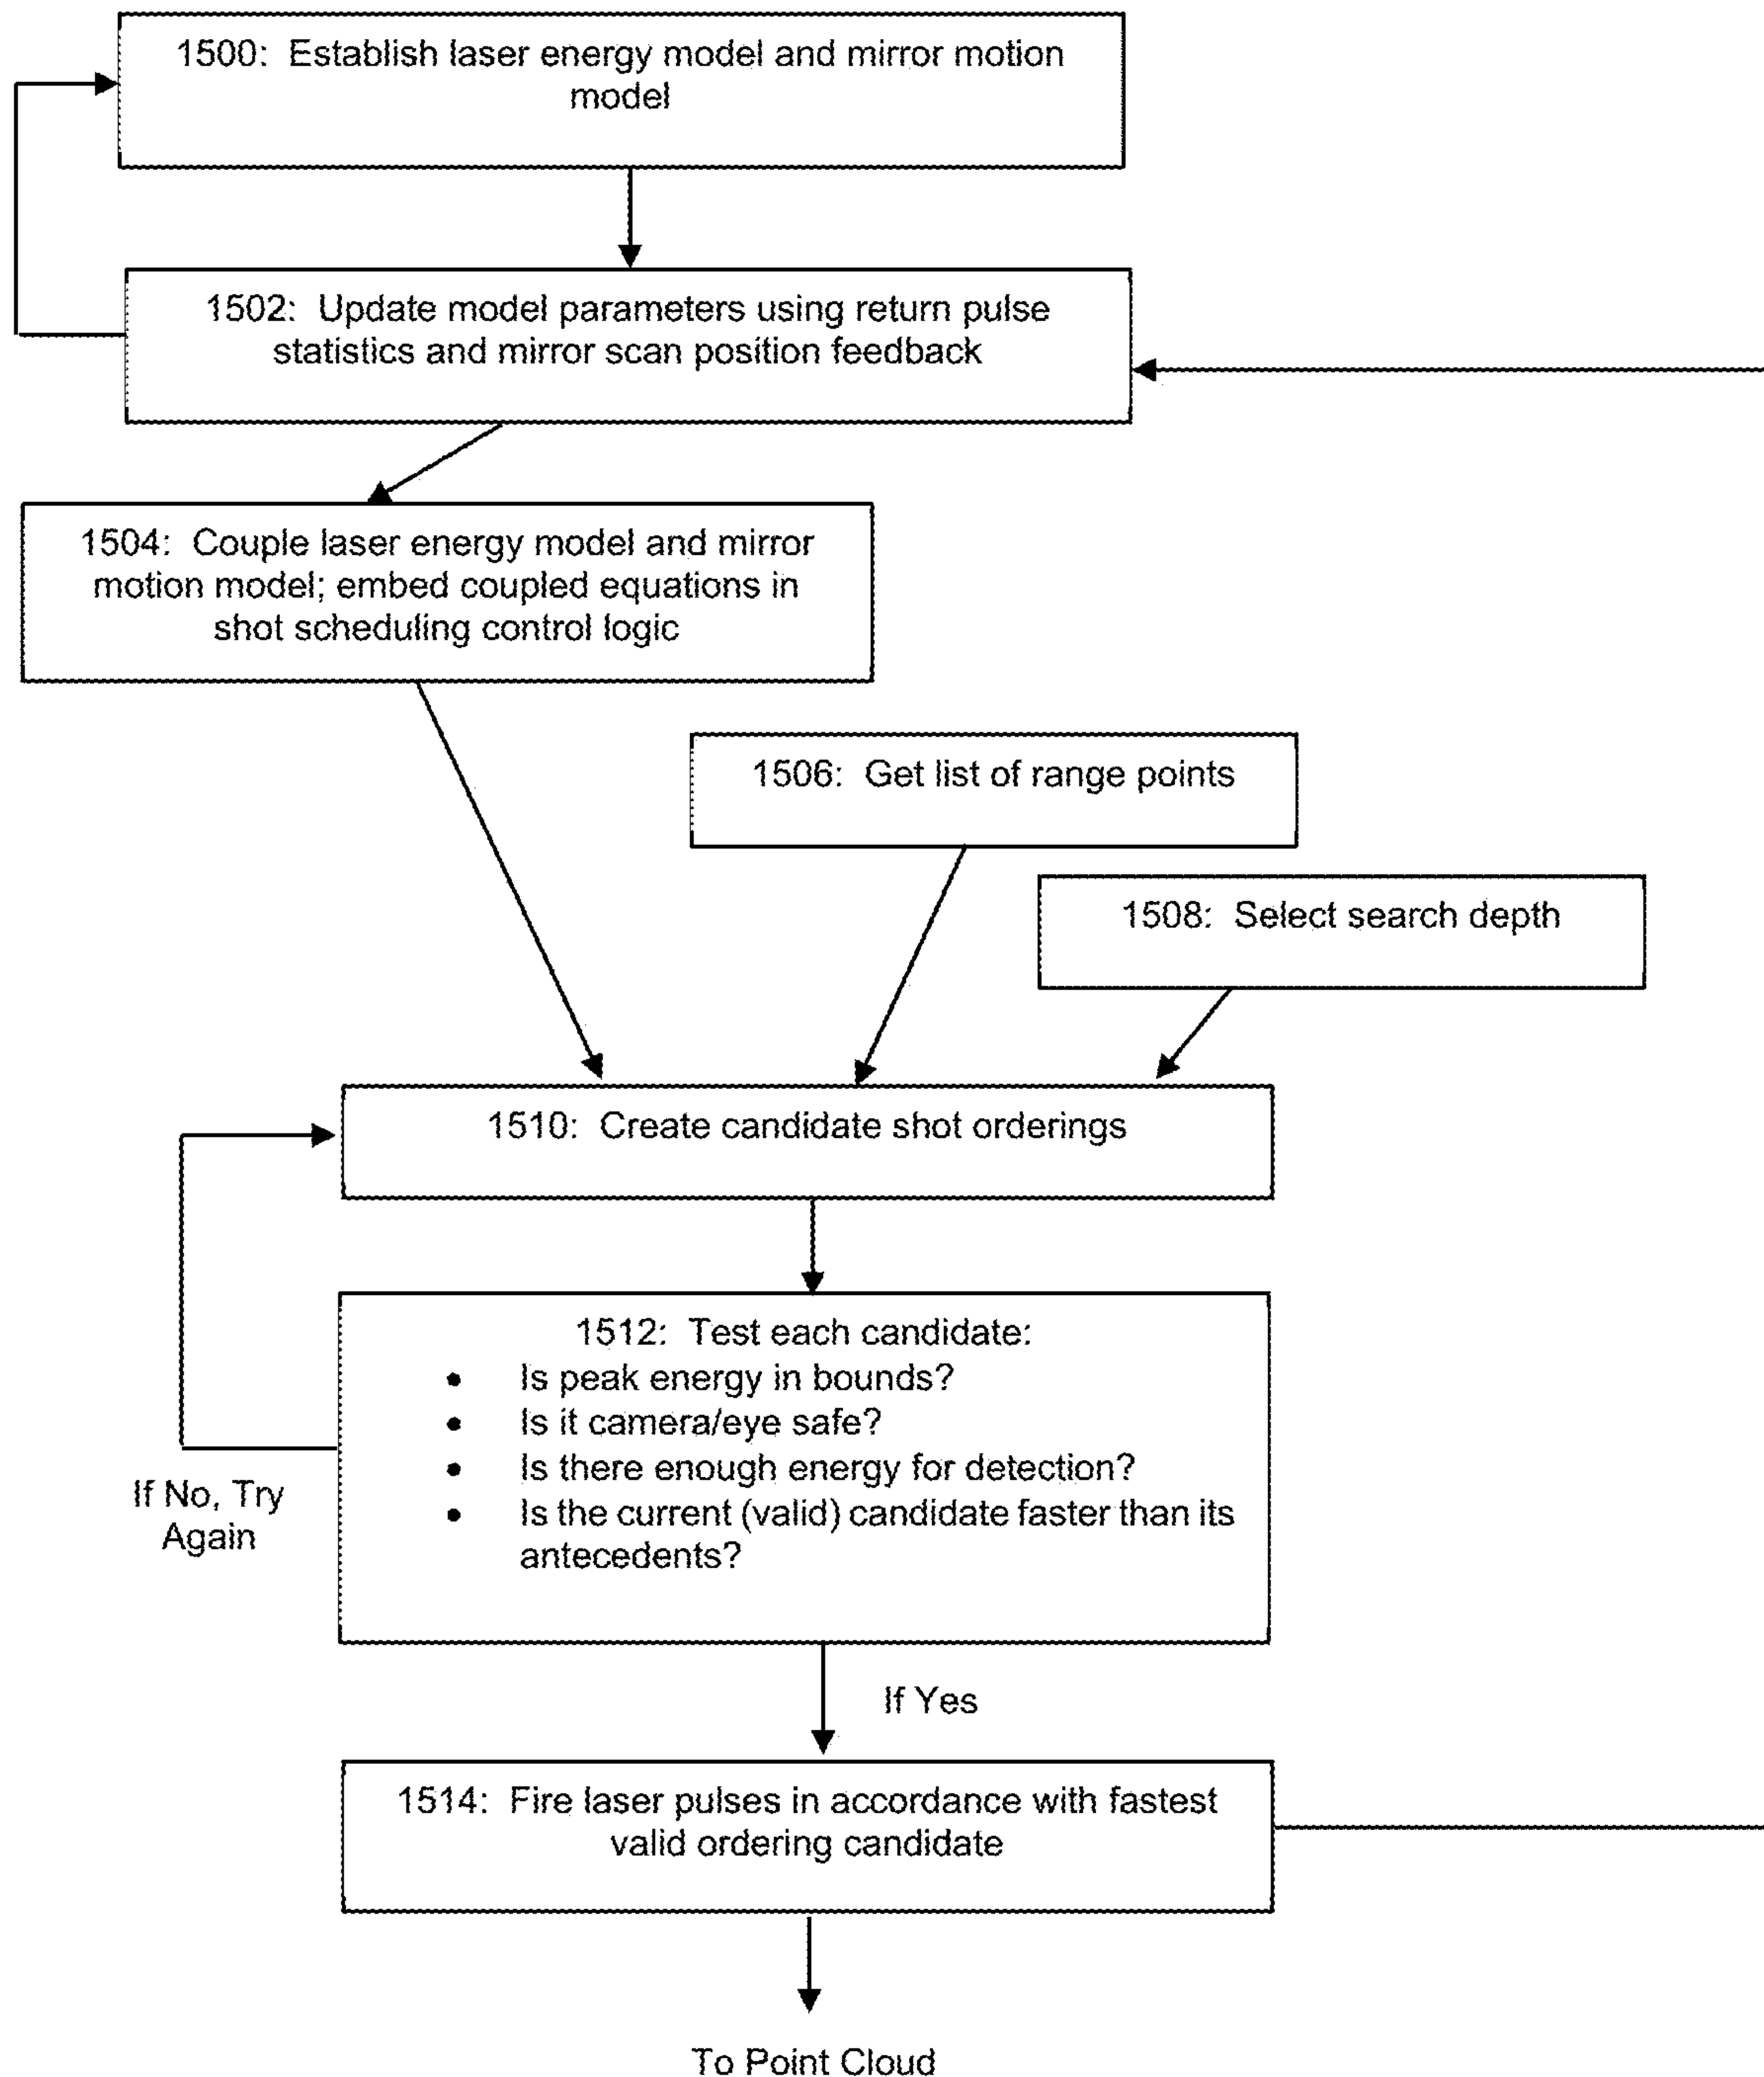 1500: Establish laser energy model and mirror motion
model
1502: Update model parameters using return pulse
statistics and mirror scan position feedback
1504: Couple laser energy model and mirror
motion model; embed coupled equations in
shot scheduling control logic
1506: Get list of range points
1508: Select search depth
1510: Create candidate shot orderings
1512: Test each candidate:
• Is peak energy in bounds?
• Is it camera/eye safe?
• Is there enough energy for detection?
• Is the current (valid) candidate faster than its
antecedents?
If No, Try
Again
If Yes
1514: Fire laser pulses in accordance with fastest
valid ordering candidate
To Point Cloud